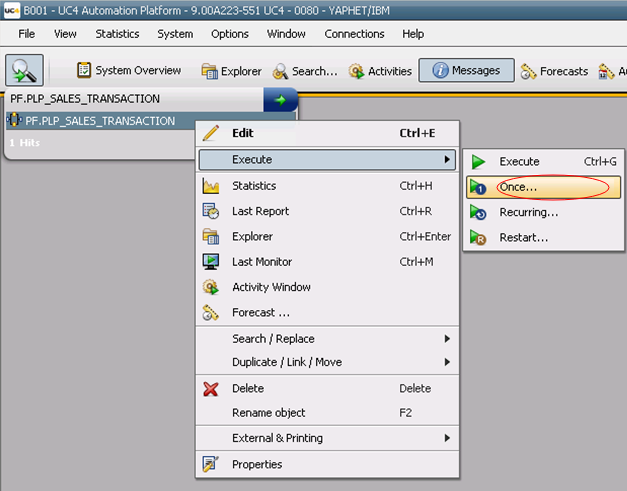 UC4 B001 - UC4 Automation Platform - 9.00A223-551 UC4 - 0080 - YAPHET/IBM
File View Statistics System Options Window Connections Help
System Overview Explorer Search... Activities Messages Forecasts A
PF.PLP_SALES_TRANSACTION
PF.PLP_SALES_TRANSACTION
1 Hits
Edit Ctrl+E
Execute
Statistics Ctrl+H
Last Report Ctrl+R
Explorer Ctrl+Enter
Last Monitor Ctrl+M
Activity Window
Forecast ...
Search / Replace
Duplicate / Link / Move
Delete Delete
Rename object F2
External & Printing
Properties
Execute Ctrl+G
1 Once...
Recurring...
R Restart...